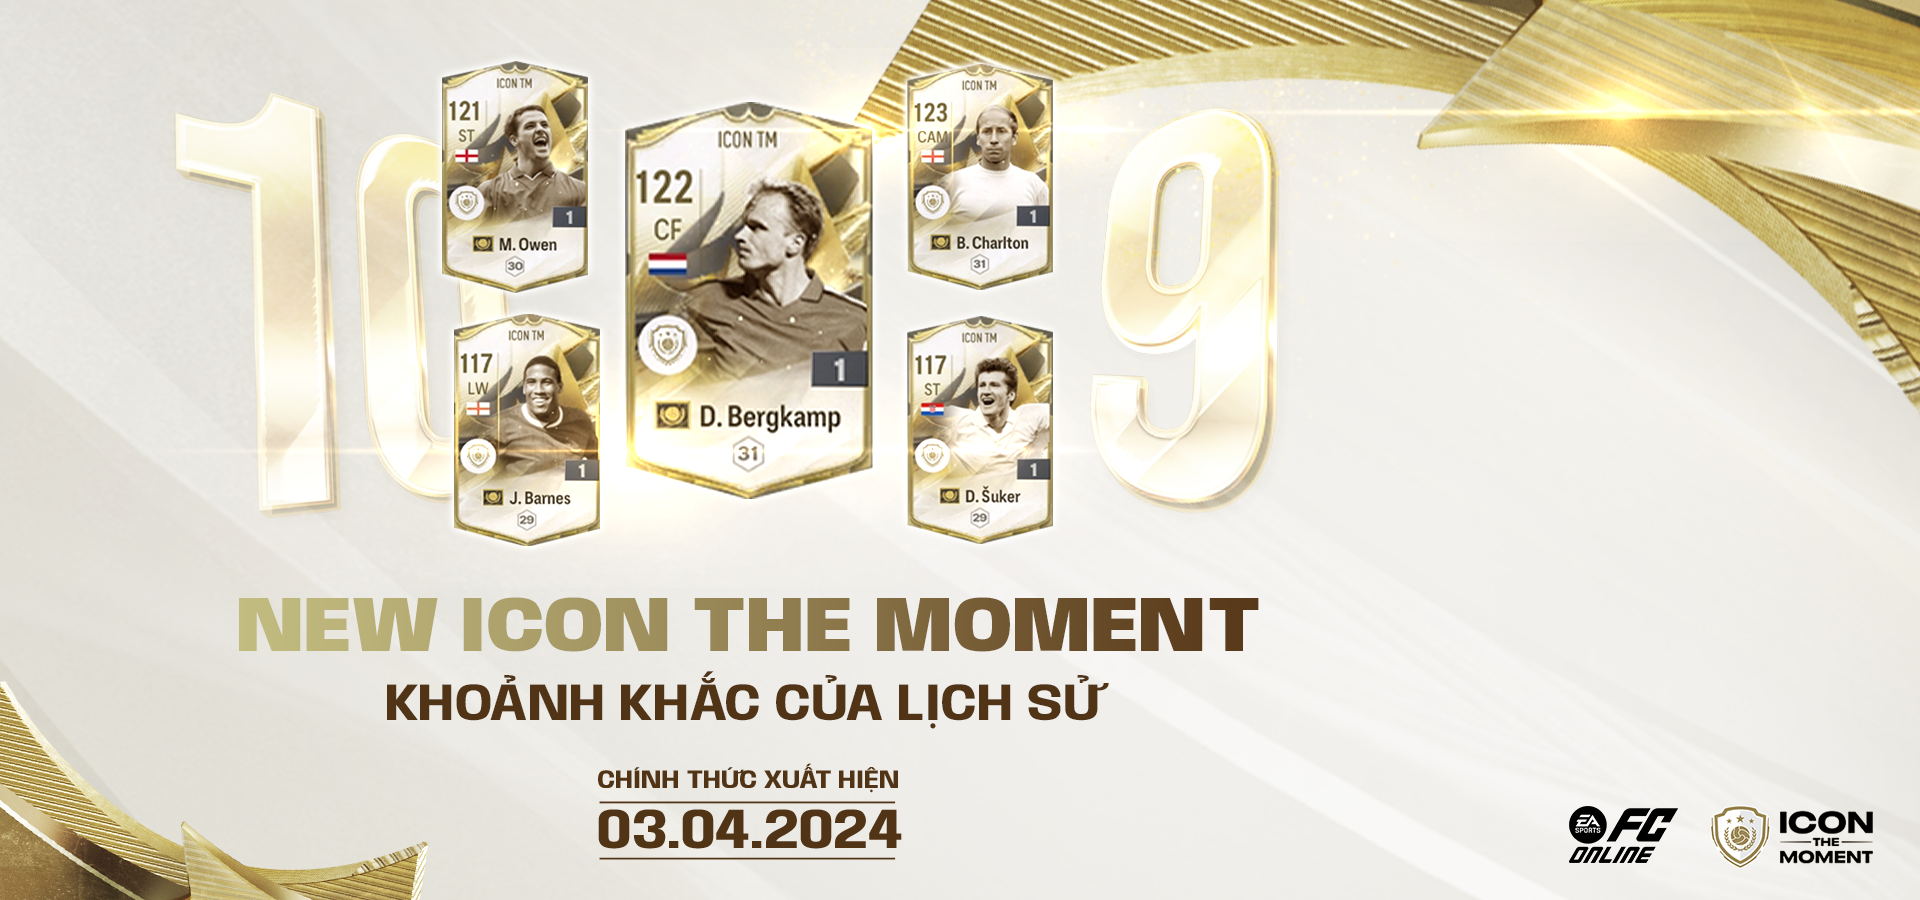 10
9
ICON TM
121
ST
1
M. Owen
30
ICON TM
122
CF
1
D. Bergkamp
31
ICON TM
123
CAM
1
B. Charlton
31
ICON TM
117
LW
1
J. Barnes
29
ICON TM
117
ST
1
D. Šuker
29
NEW ICON THE MOMENT
KHOẢNH KHẮC CỦA LỊCH SỬ
CHÍNH THỨC XUẤT HIỆN
03.04.2024
EA
SPORTS
FC
ONLINE
ICON
THE
MOMENT